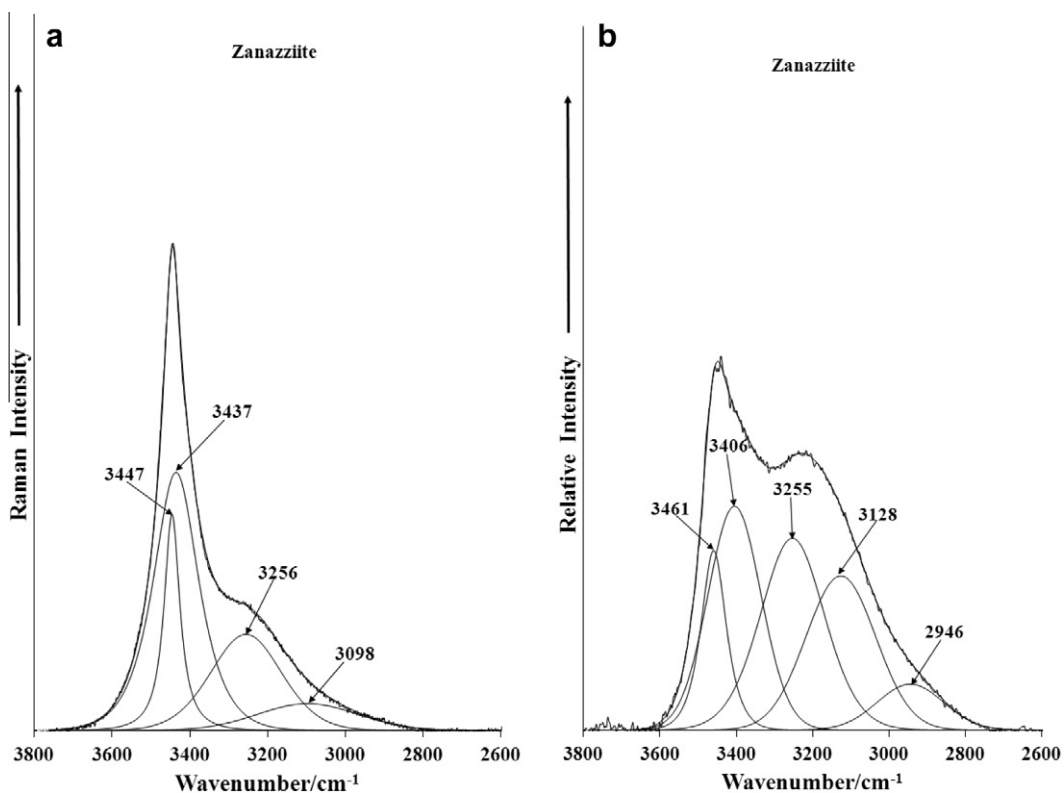 a
Zanazziite
Raman Intensity
3437
3447
3256
3098
3800 3600 3400 3200 3000 2800 2600
Wavenumber/cm-1
b
Zanazziite
Relative Intensity
3406
3461
3255
3128
2946
3800 3600 3400 3200 3000 2800 2600
Wavenumber/cm-1